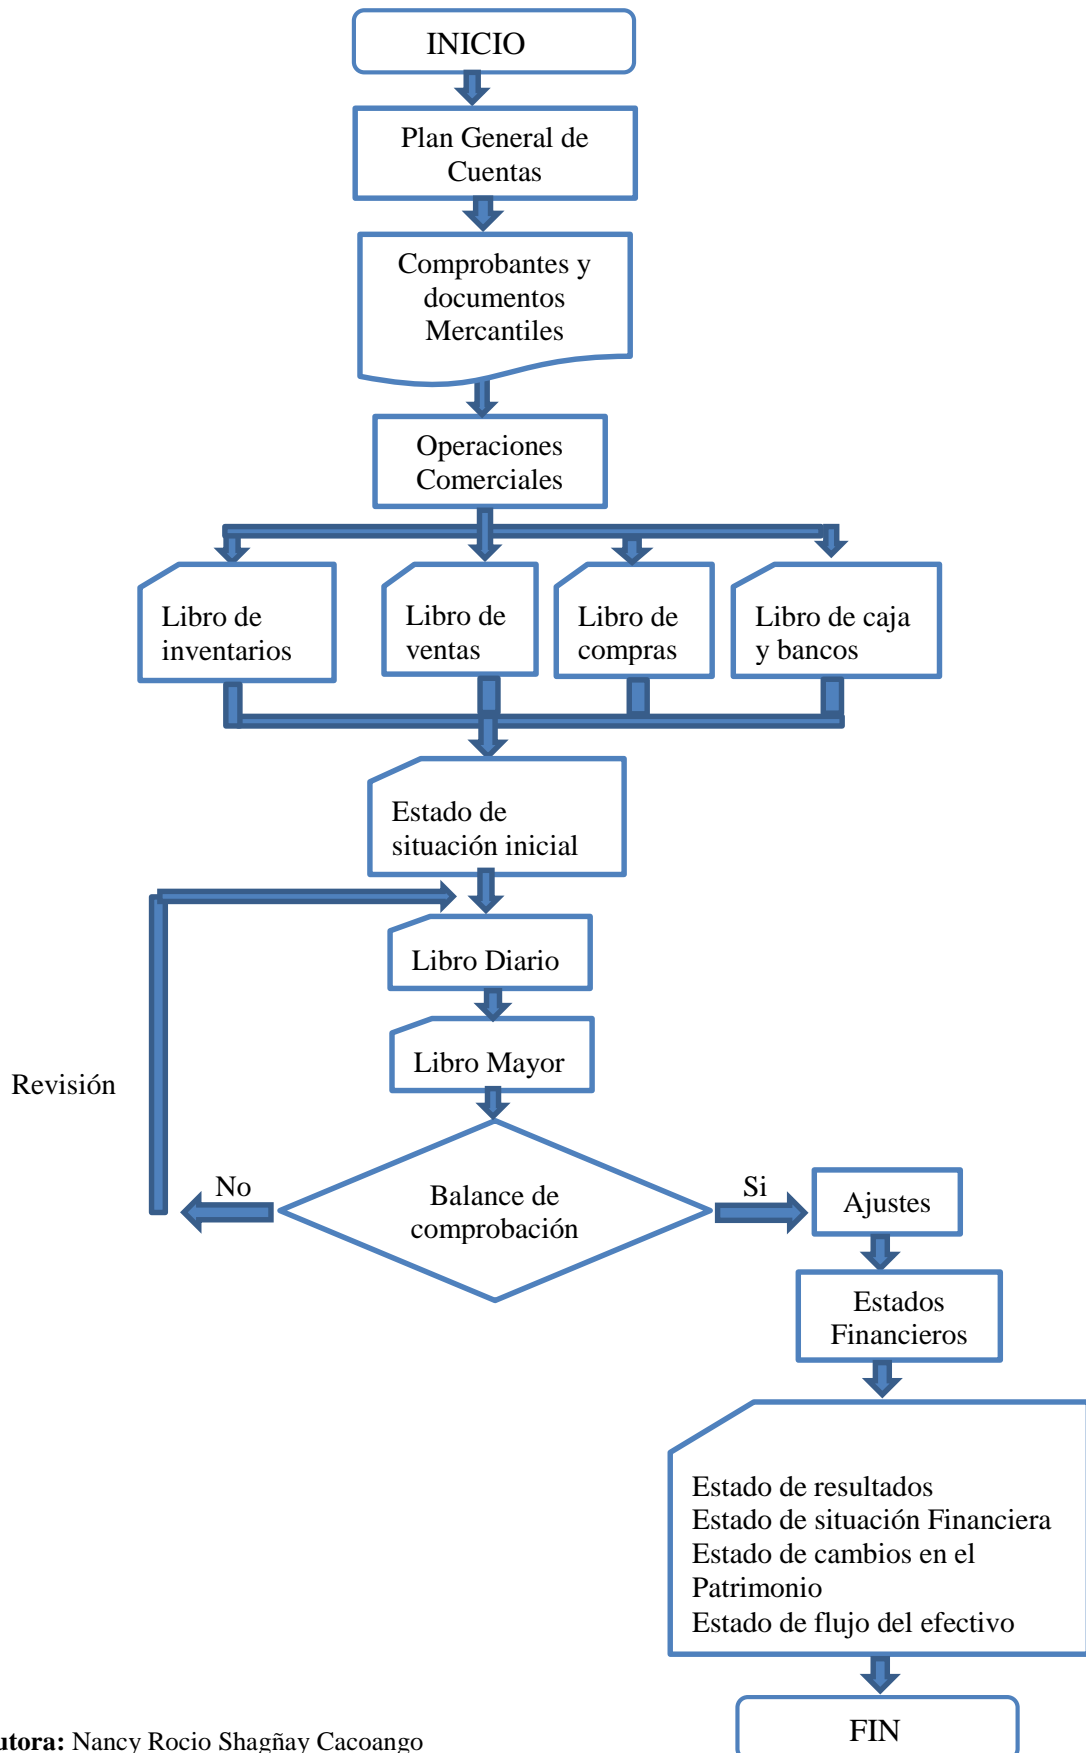 INICIO
Plan General de
Cuentas
Comprobantes y
documentos
Mercantiles
Operaciones
Comerciales
Libro de
inventarios
Libro de
ventas
Libro de
compras
Libro de caja
y bancos
Estado de
situación inicial
Libro Diario
Libro Mayor
Revisión
No
Balance de
comprobación
Si
Ajustes
Estados
Financieros
Estado de resultados
Estado de situación Financiera
Estado de cambios en el
Patrimonio
Estado de flujo del efectivo
FIN
utora: Nancy Rocio Shagñay Cacoango